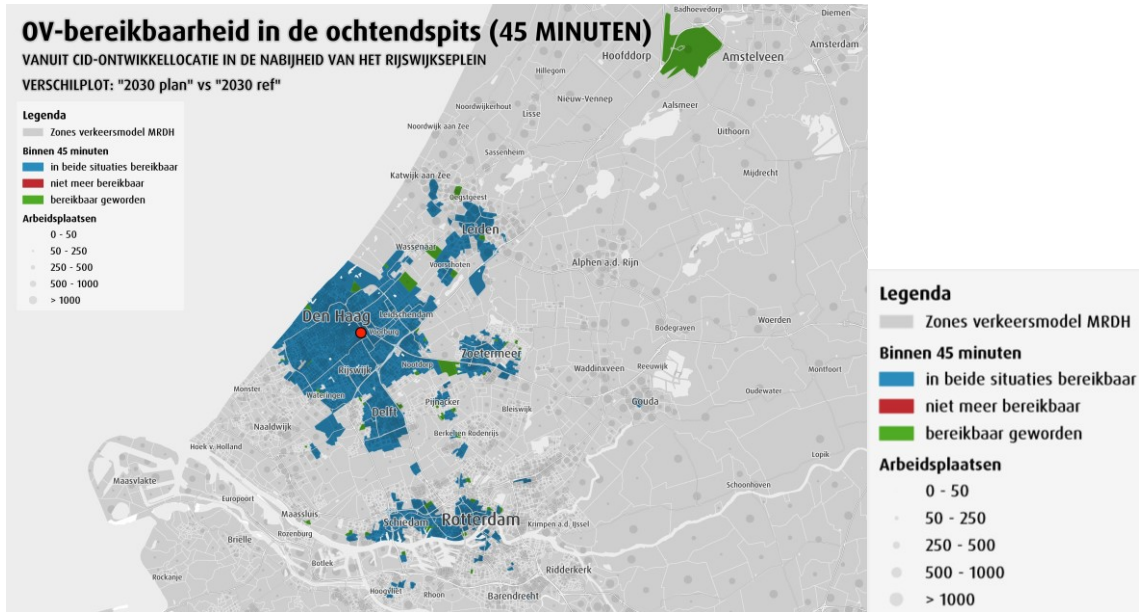 OV-bereikbaarheid in de ochtendspits (45 MINUTEN)
VANUIT CID-ONTWIKKELLOCATIE IN DE NABIJHEID VAN HET RIJSWIJKSEPLEIN
VERSCHILPLOT: "2030 plan" vs "2030 ref"
Legenda
Zones verkeersmodel MRDH
Binnen 45 minuten
in beide situaties bereikbaar
niet meer bereikbaar
bereikbaar geworden
Arbeidsplaatsen
0 - 50
50 - 250
250 - 500
500 - 1000
> 1000
Badhoevedorp
Diemen
Hoofddorp
Amstelveen
Amsterdam
Hillegom
Nieuw-Vennep
Aalsmeer
Noordwijkerhout
Lisse
Uithoorn
Noordwijk aan Zee
Sassenheim
Mijdrecht
Katwijk aan Zee
Oegstgeest
Leiden
Wassenaar
Voorschoten
Alphen a.d. Rijn
Den Haag
Leidschendam
Voorburg
Woerden
Bodegraven
Zoetermeer
Rijswijk
Nootdorp
Waddinxveen
Reeuwijk
Montfoort
Monster
Wateringen
Delft
Pijnacker
Bleiswijk
Gouda
Oudewater
Naaldwijk
Berkel en Rodenrijs
Hoek v. Holland
Lopik
Maasvlakte
Europoort
Schoonhoven
Maassluis
Schiedam
Rotterdam
Krimpen a.d. Ijssel
Rozenburg
Brielle
Botlek
Ridderkerk
Rockanje
Hoogvliet
Rhoon
Barendrecht
Legenda
Zones verkeersmodel MRDH
Binnen 45 minuten
in beide situaties bereikbaar
niet meer bereikbaar
bereikbaar geworden
Arbeidsplaatsen
0 - 50
50 - 250
250 - 500
500 - 1000
> 1000